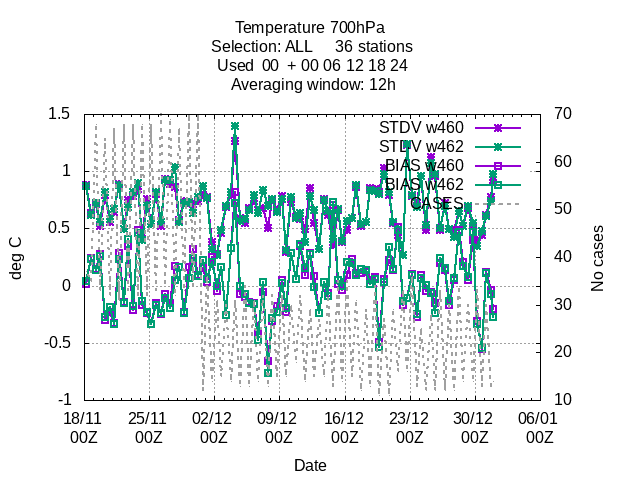 Temperature 700hPa
Selection: ALL     36 stations
Used  00  + 00 06 12 18 24
Averaging window: 12h
1.5
1
0.5
0
-0.5
-1
deg C
70
60
50
40
30
20
10
No cases
STDV w460
STDV w462
BIAS w460
BIAS w462
CASES
18/11 25/11 02/12 09/12 16/12 23/12 30/12 06/01
00Z 00Z 00Z 00Z 00Z 00Z 00Z 00Z
Date